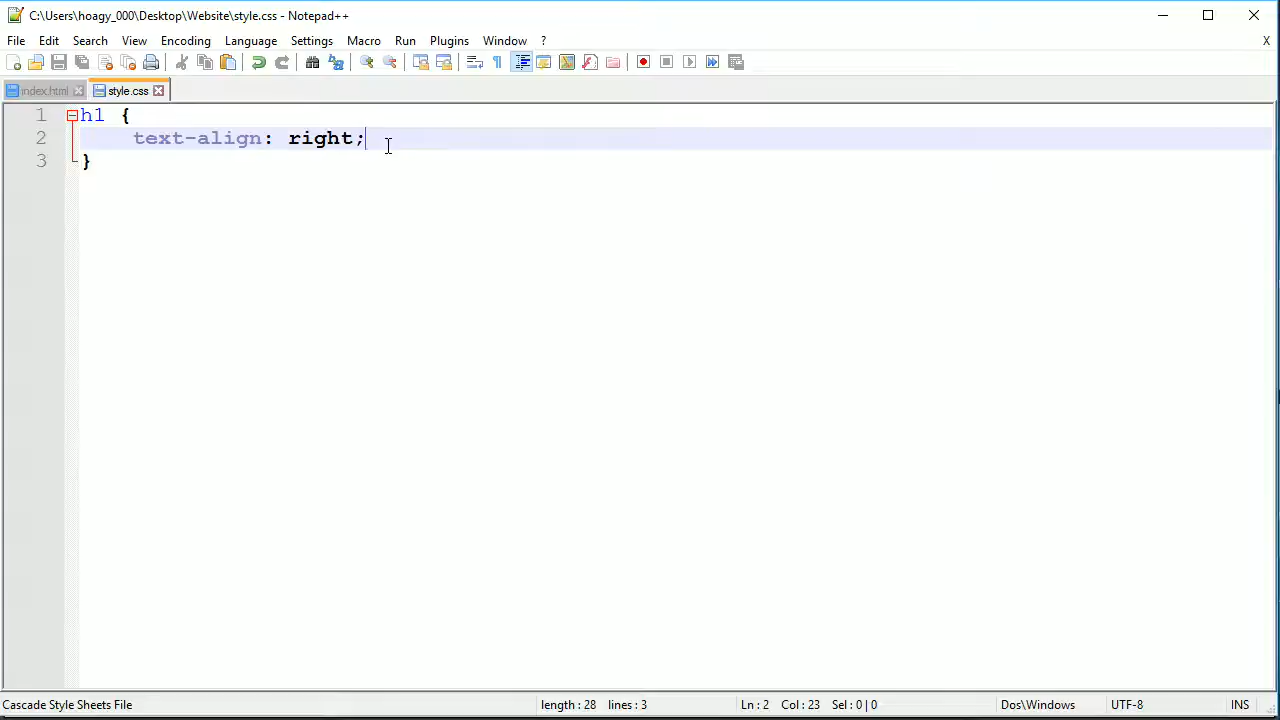 C:\Users\hoagy_000\Desktop\Website\style.css - Notepad++
File Edit Search View Encoding Language Settings Macro Run Plugins Window ? X
index.html style.css
1 h1 {
2 text-align: right;
3 }
Cascade Style Sheets File length : 28 lines : 3 Ln : 2 Col : 23 Sel : 0 | 0 Dos\Windows UTF-8 INS